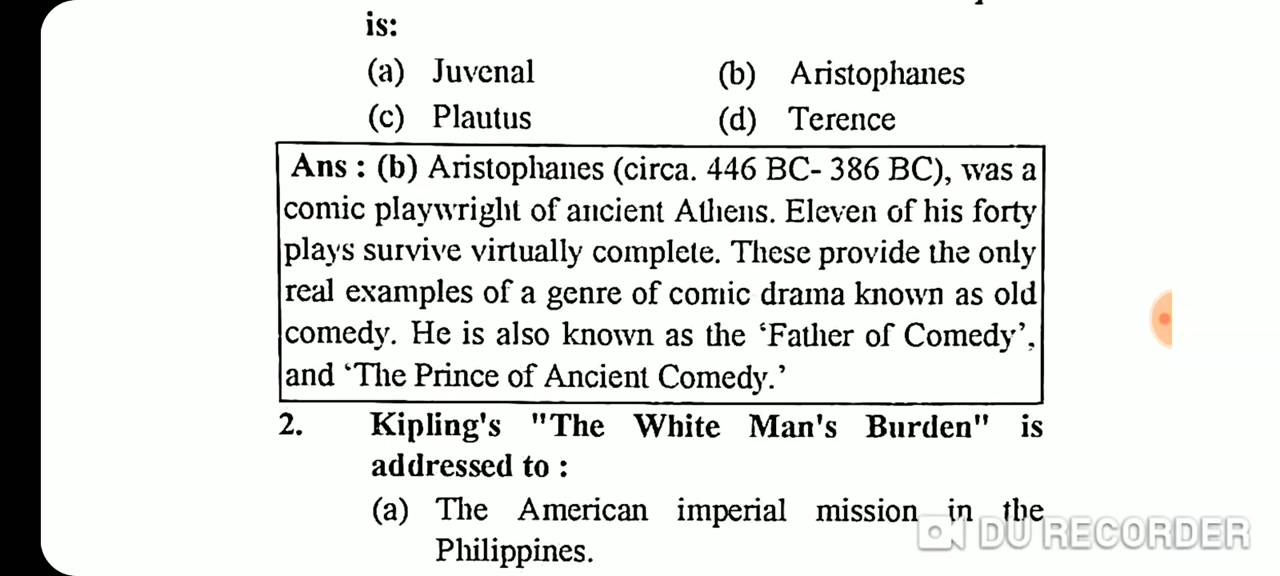 is:
(a) Juvenal (b) Aristophanes
(c) Plautus (d) Terence
Ans : (b) Aristophanes (circa. 446 BC- 386 BC), was a
comic playwright of ancient Athens. Eleven of his forty
plays survive virtually complete. These provide the only
real examples of a genre of comic drama known as old
comedy. He is also known as the ‘Father of Comedy’,
and ‘The Prince of Ancient Comedy.’
2. Kipling's "The White Man's Burden" is
addressed to :
(a) The American imperial mission in the
Philippines.
DU RECORDER